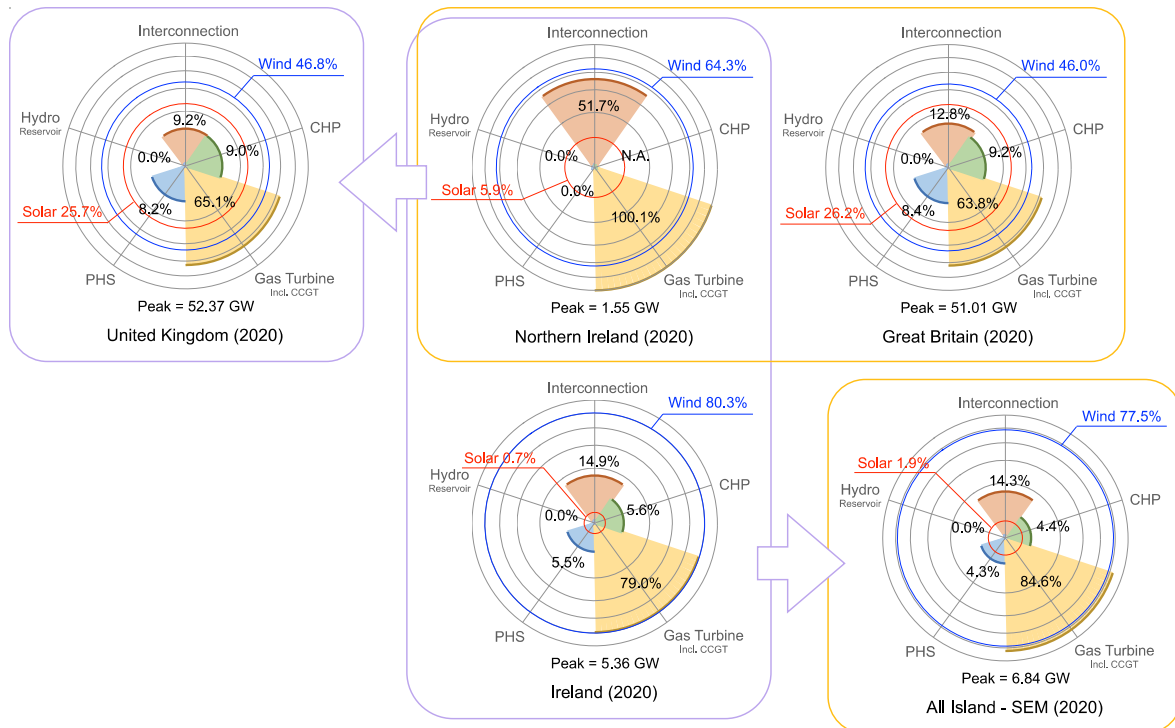 Interconnection
Wind 46.8%
Hydro
Reservoir
CHP
9.2%
0.0%
9.0%
Solar 25.7%
8.2%
65.1%
PHS
Gas Turbine
Incl. CCGT
Peak = 52.37 GW
United Kingdom (2020)
Interconnection
Wind 64.3%
Hydro
Reservoir
CHP
51.7%
0.0%
N.A.
Solar 5.9%
0.0%
100.1%
PHS
Gas Turbine
Incl. CCGT
Peak = 1.55 GW
Northern Ireland (2020)
Interconnection
Wind 46.0%
Hydro
Reservoir
CHP
12.8%
0.0%
9.2%
Solar 26.2%
8.4%
63.8%
PHS
Gas Turbine
Incl. CCGT
Peak = 51.01 GW
Great Britain (2020)
Interconnection
Wind 80.3%
Solar 0.7%
14.9%
Hydro
Reservoir
CHP
0.0%
5.6%
5.5%
79.0%
PHS
Gas Turbine
Incl. CCGT
Peak = 5.36 GW
Ireland (2020)
Interconnection
Wind 77.5%
Solar 1.9%
14.3%
Hydro
Reservoir
CHP
0.0%
4.4%
4.3%
84.6%
PHS
Gas Turbine
Incl. CCGT
Peak = 6.84 GW
All Island - SEM (2020)